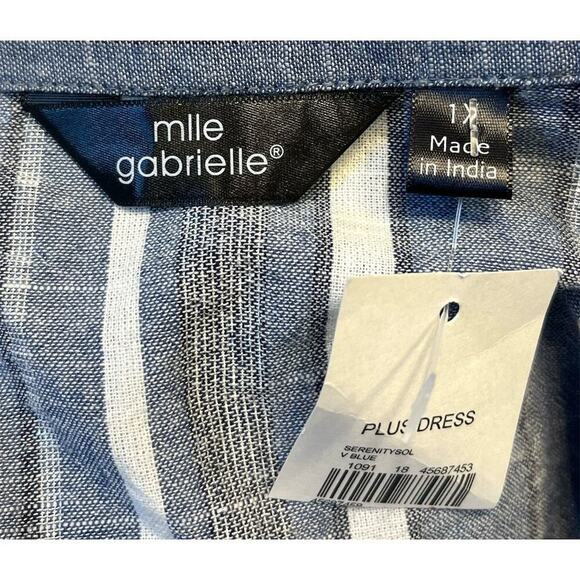 mlle
gabrielle®
1X
Made
in India
PLUS DRESS
SERENITYSOL
V BLUE
1091 18 45687453